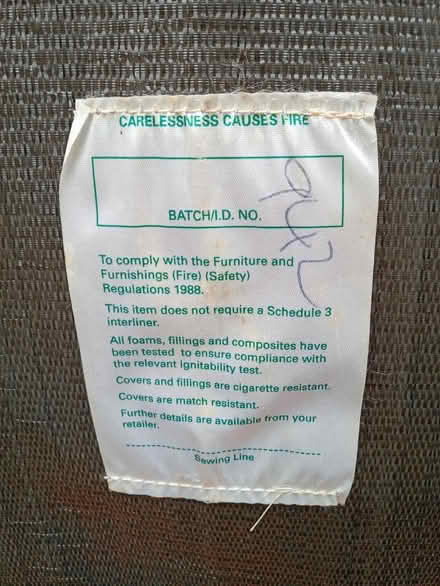 CARELESSNESS CAUSES FIRE
BATCH/I.D. NO.
942
To comply with the Furniture and
Furnishings (Fire) (Safety)
Regulations 1988.
This item does not require a Schedule 3
interliner.
All foams, fillings and composites have
been tested to ensure compliance with
the relevant ignitability test.
Covers and fillings are cigarette resistant.
Covers are match resistant.
Further details are available from your
retailer.
Sewing Line